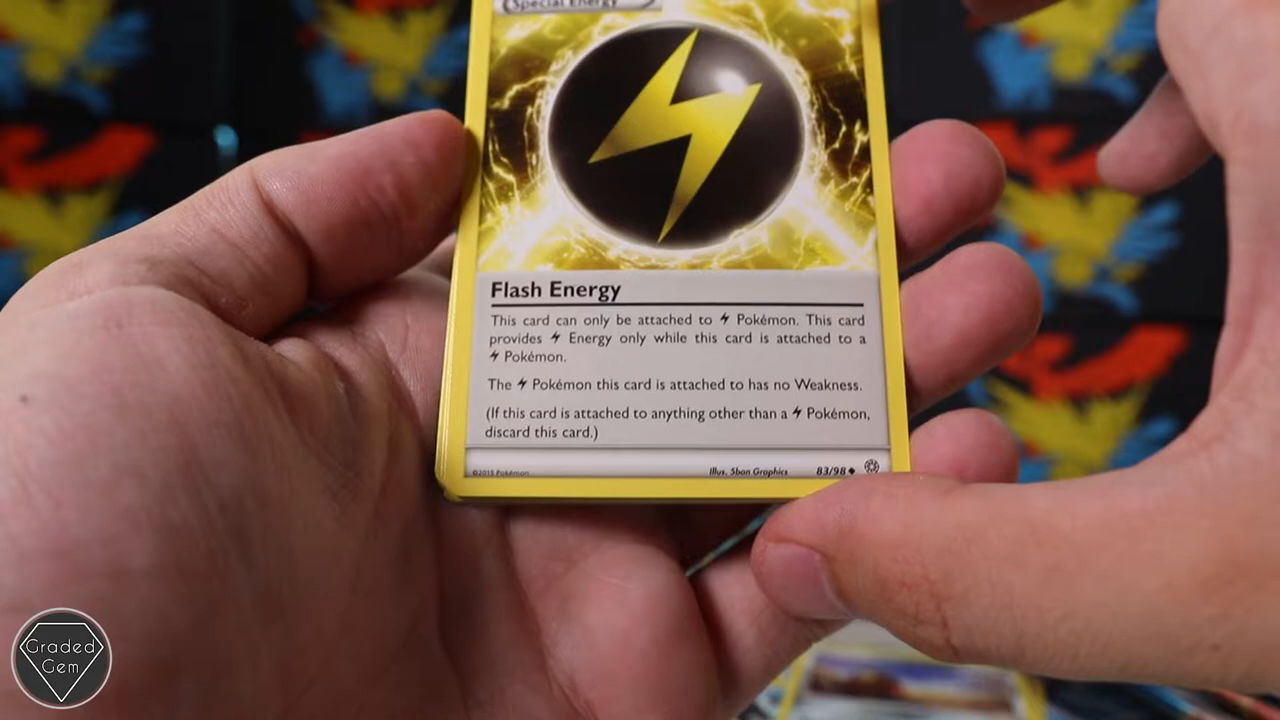 Special Energy
Flash Energy
This card can only be attached to Pokémon. This card
provides Energy only while this card is attached to a
Pokémon.
The Pokémon this card is attached to has no Weakness.
(If this card is attached to anything other than a Pokémon,
discard this card.)
©2015 Pokémon
Illus. 5ban Graphics
83/98
Graded
Gem